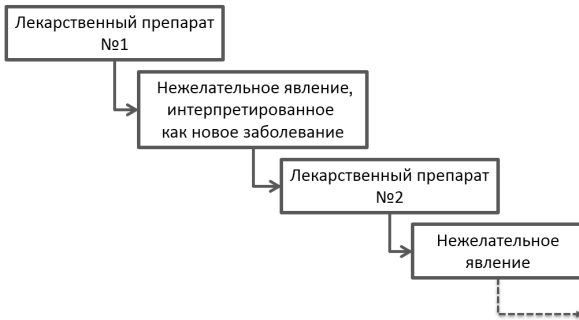 Лекарственный препарат
№1
Нежелательное явление,
интерпретированное
как новое заболевание
Лекарственный препарат
№2
Нежелательное
явление